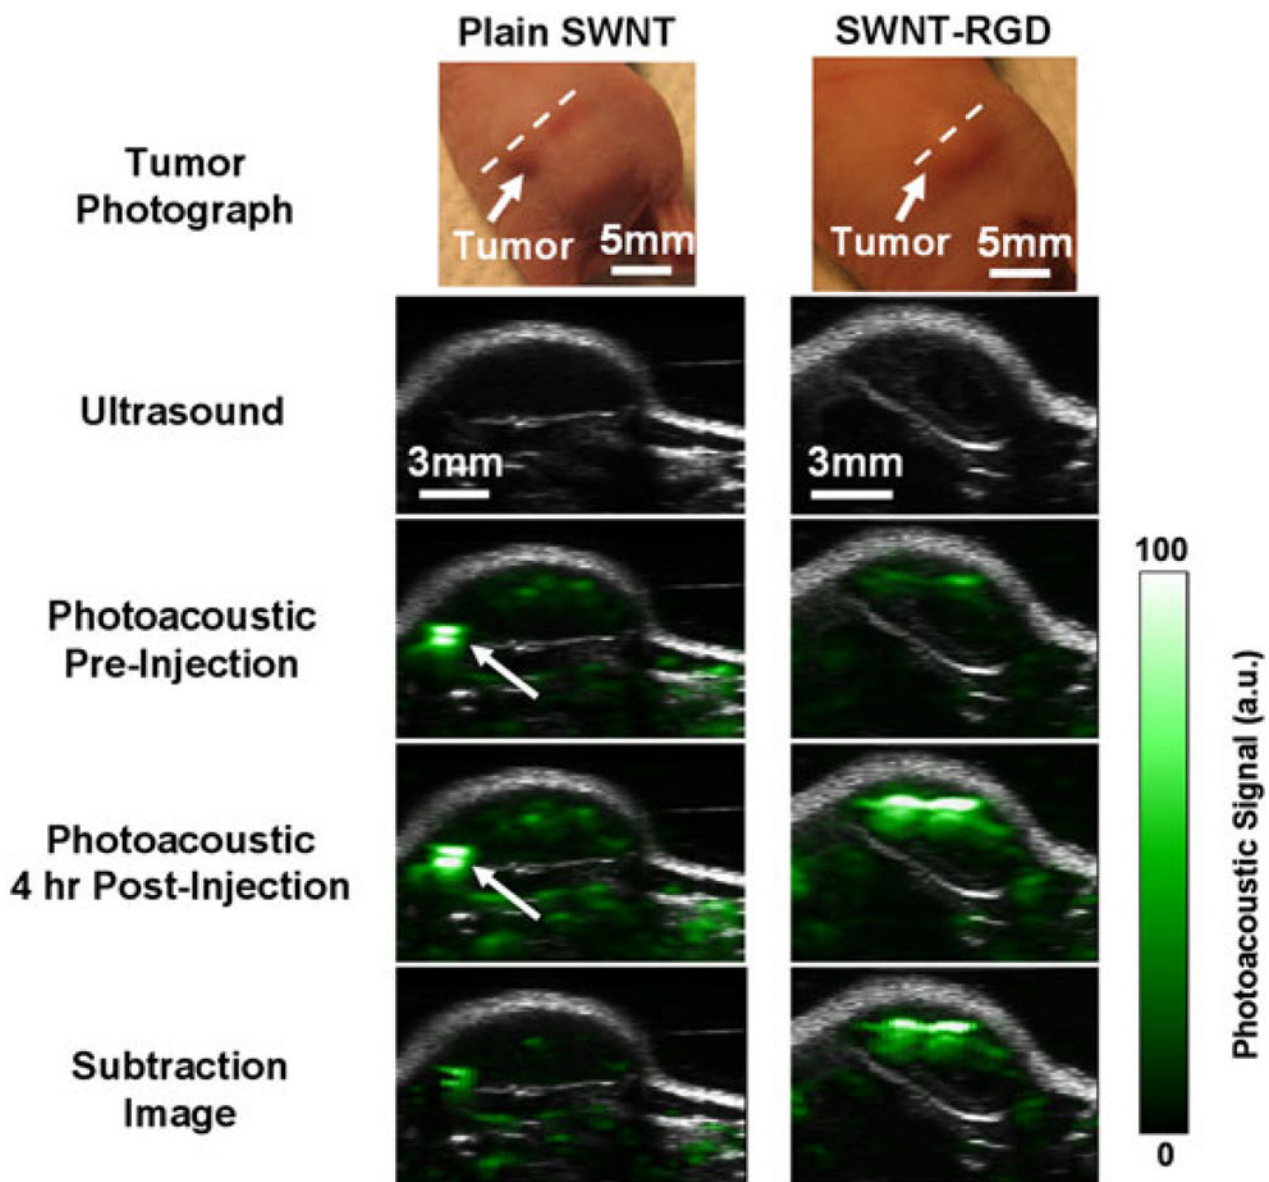 Plain SWNT
SWNT-RGD
Tumor
Photograph
Tumor
5mm
Tumor
5mm
Ultrasound
3mm
3mm
Photoacoustic
Pre-Injection
100
Photoacoustic
4 hr Post-Injection
Photoacoustic Signal (a.u.)
Subtraction
Image
0